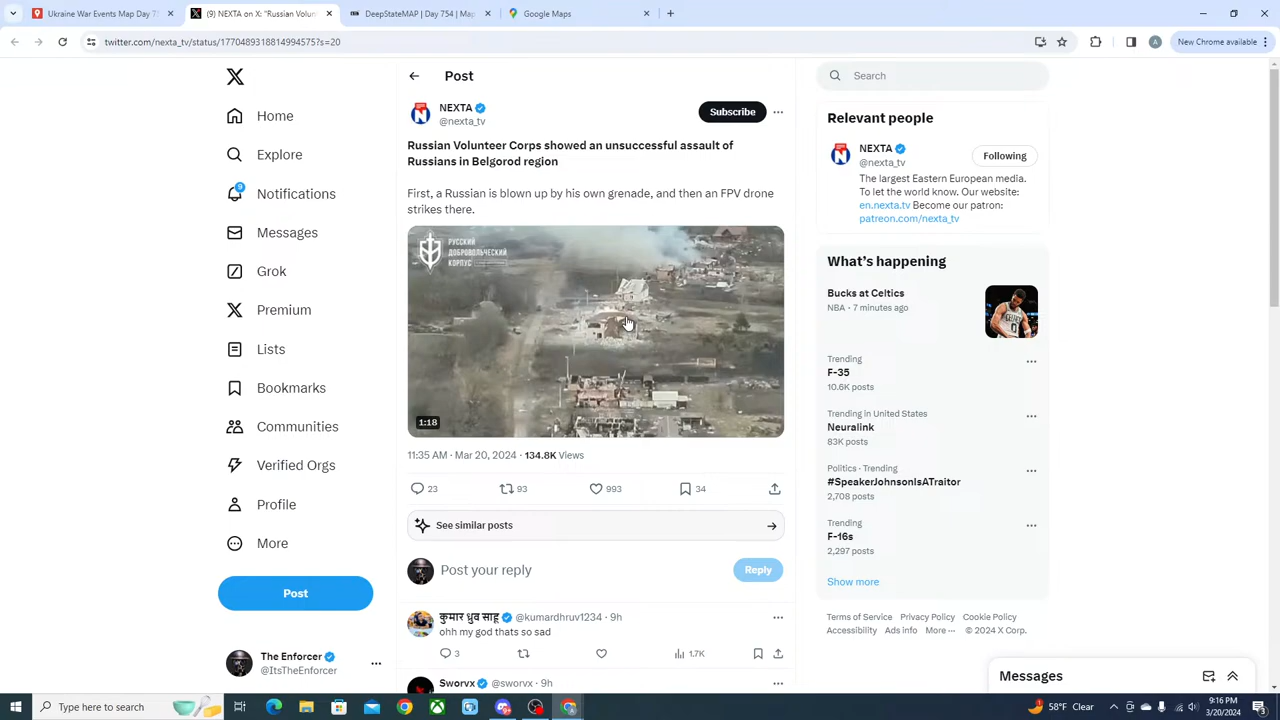 Ukraine War Events Map Day 7
(9) NEXTA on X: "Russian Volun
DeepStateMAP | Day 754 | Ma
Google Maps
twitter.com/nexta_tv/status/1770489318814994575?s=20
New Chrome available
Post
Search
NEXTA
@nexta_tv
Subscribe
Russian Volunteer Corps showed an unsuccessful assault of
Russians in Belgorod region
First, a Russian is blown up by his own grenade, and then an FPV drone
strikes there.
РУССКИЙ
ДОБРОВОЛЬЧЕСКИЙ
КОРПУС
1:18
11:35 AM · Mar 20, 2024 · 134.8K Views
23
93
993
34
See similar posts
Post your reply
Reply
कुमार ध्रुव साहू @kumardhruv1234 · 9h
ohh my god thats so sad
3
1.7K
Sworvx @sworvx · 9h
Home
Explore
9
Notifications
Messages
Grok
Premium
Lists
Bookmarks
Communities
Verified Orgs
Profile
More
Post
The Enforcer
@ItsTheEnforcer
Relevant people
NEXTA
@nexta_tv
Following
The largest Eastern European media.
To let the world know. Our website:
en.nexta.tv Become our patron:
patreon.com/nexta_tv
What's happening
Bucks at Celtics
NBA · 7 minutes ago
Trending
F-35
10.6K posts
Trending in United States
Neuralink
83K posts
Politics · Trending
#SpeakerJohnsonIsATraitor
2,708 posts
Trending
F-16s
2,297 posts
Show more
Terms of Service Privacy Policy Cookie Policy
Accessibility Ads info More ··· © 2024 X Corp.
Messages
Type here to search
58°F Clear
9:16 PM
3/20/2024